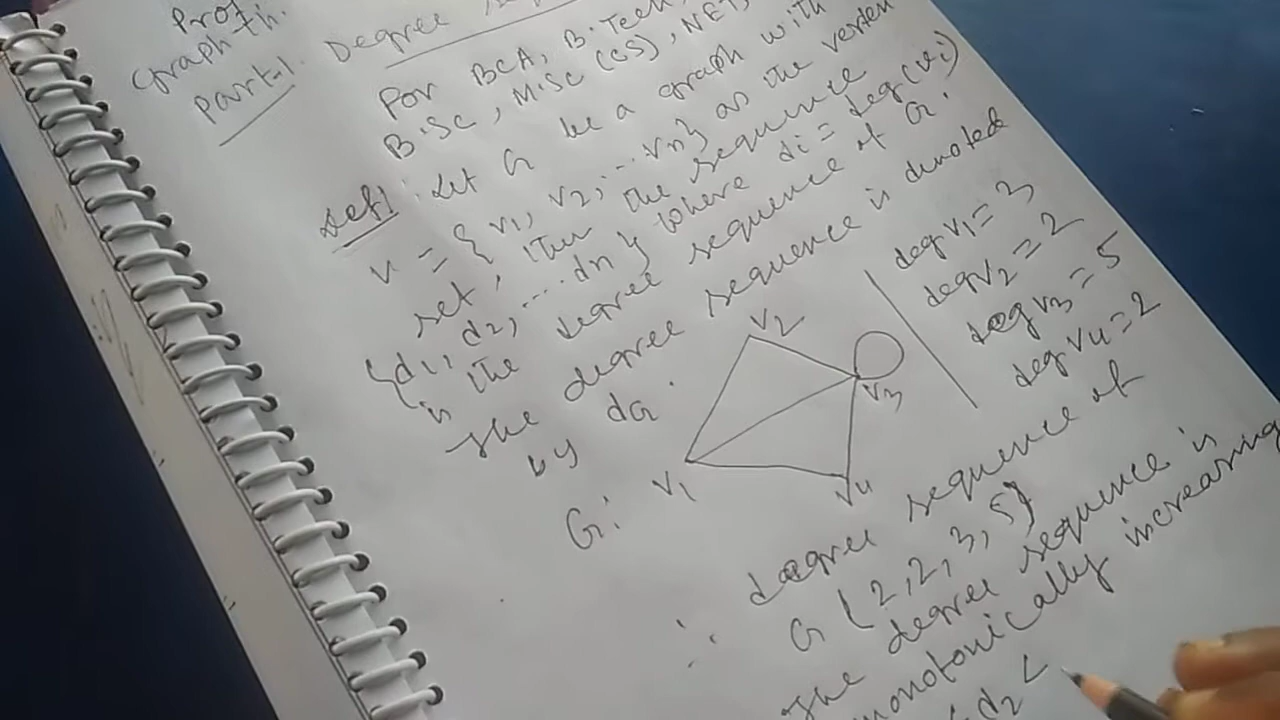 Prof
Graph Th.
Part-1.
Degree
For BCA, B.Tech,
B.Sc, M.Sc (CS), NET,
Def: Let G be a graph with
V = { v1, v2, ... vn} as the vertex
set, then the sequence
{d1, d2, .... dn } where di = deg(vi)
is the degree sequence of G.
The degree sequence is denoted
by dG.
G:
V1
V2
V3
V4
deg v1 = 3
deg v2 = 2
deg v3 = 5
deg v4 = 2
∴ degree sequence of
G { 2, 2, 3, 5}
The degree sequence is
monotonically increasing
d2 <